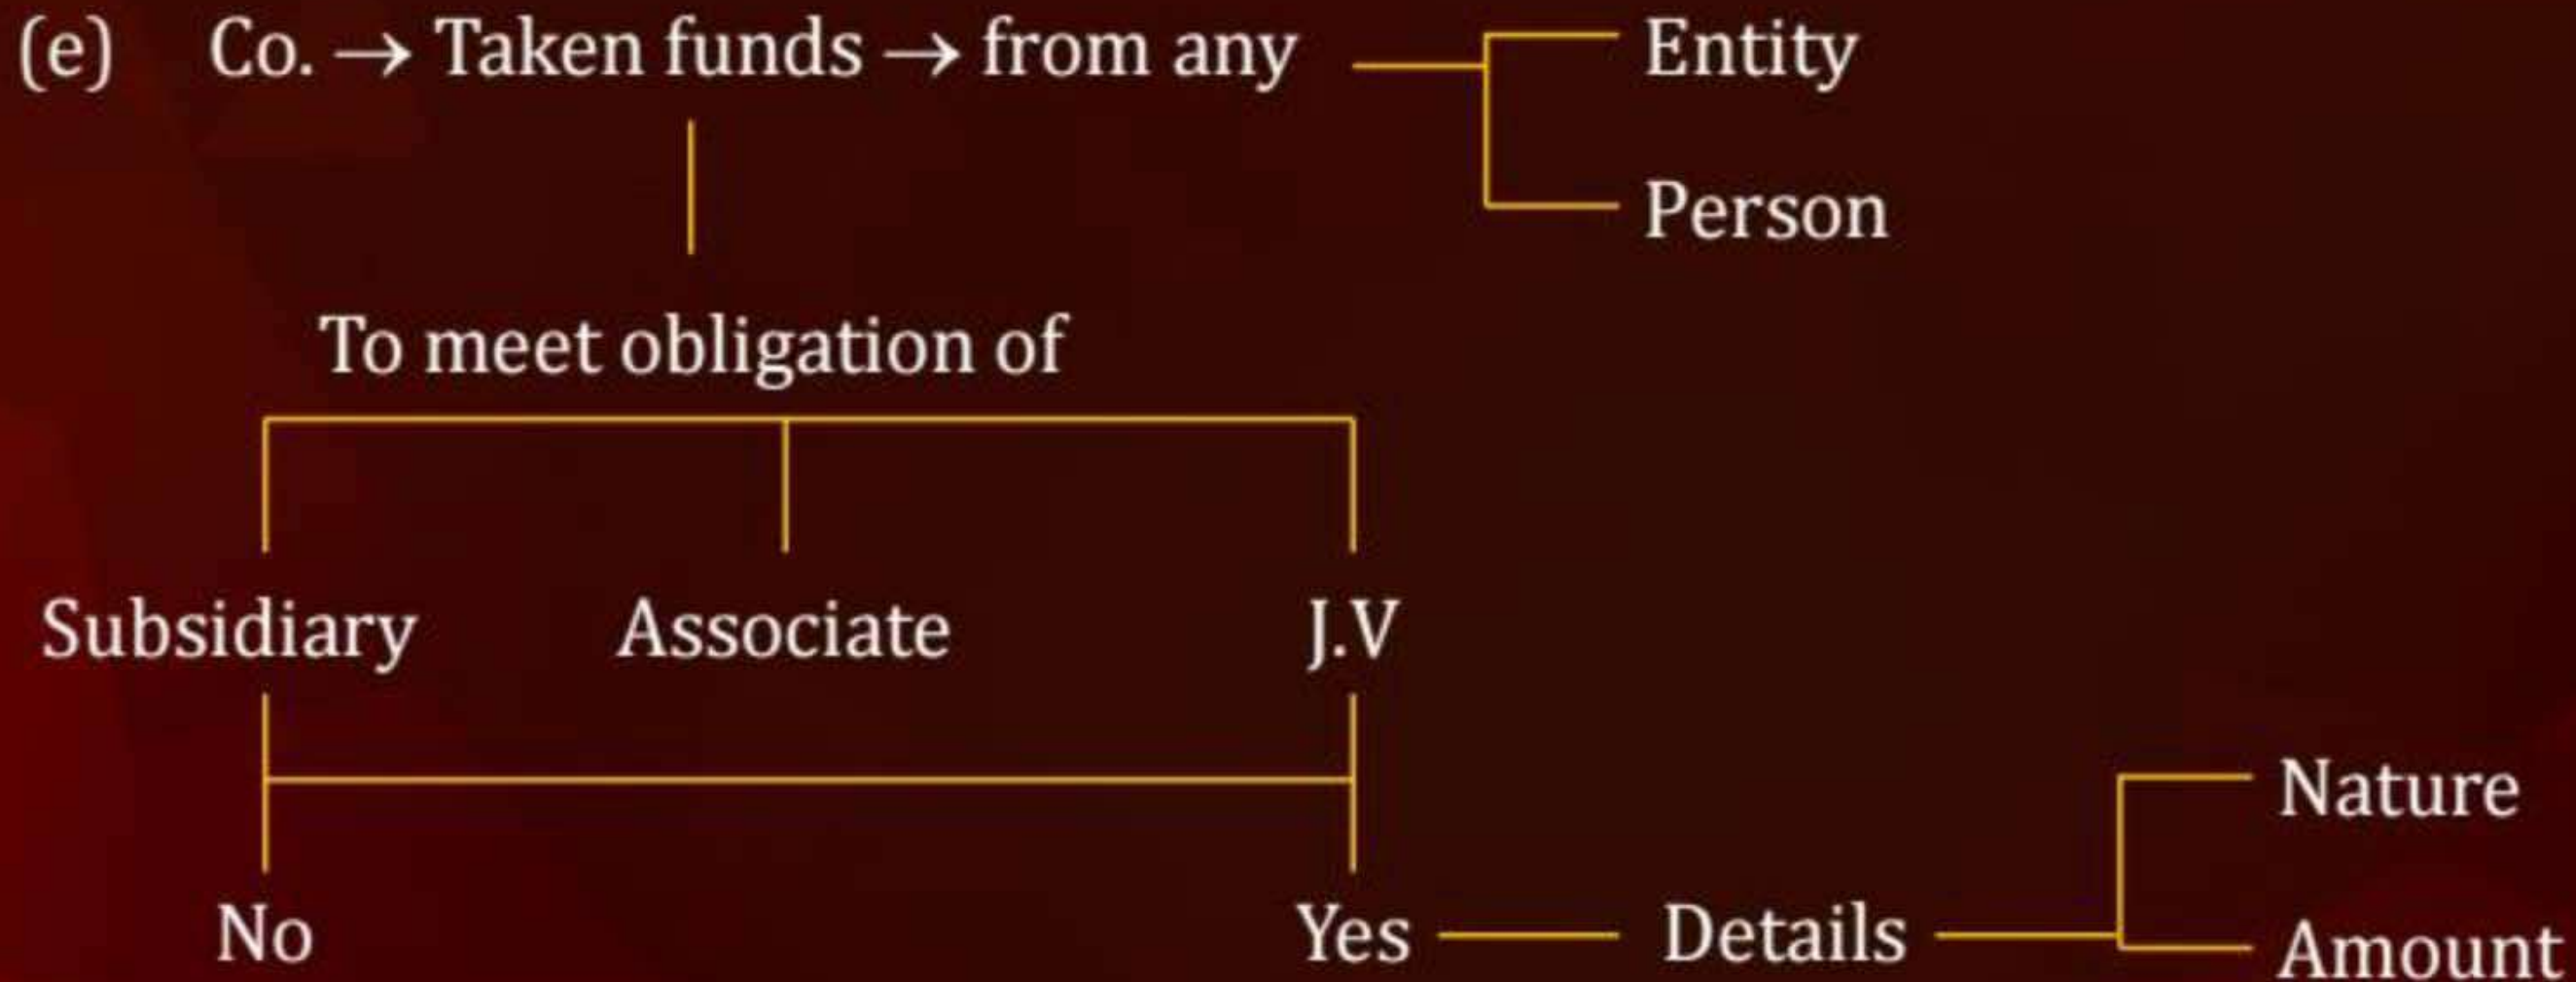 (e) Co. → Taken funds → from any
Entity
Person
To meet obligation of
Subsidiary
Associate
J.V
No
Yes
Details
Nature
Amount